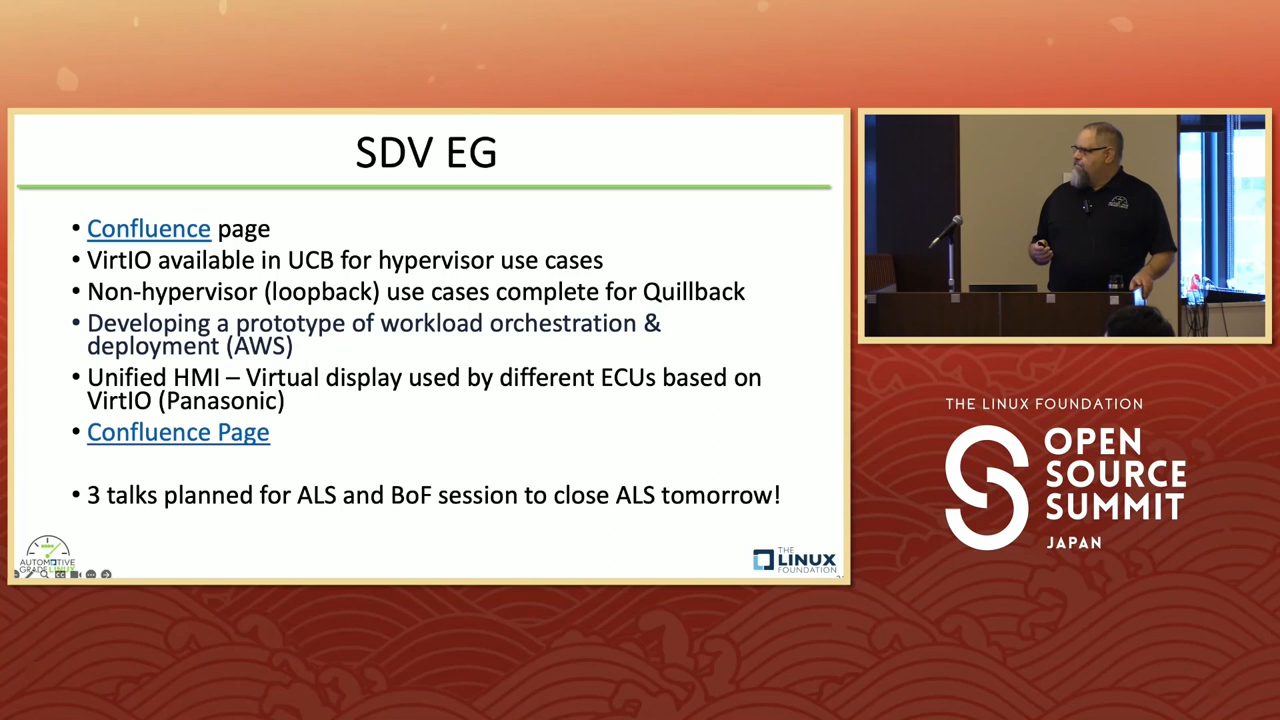 SDV EG
• Confluence page
• VirtIO available in UCB for hypervisor use cases
• Non-hypervisor (loopback) use cases complete for Quillback
• Developing a prototype of workload orchestration &
deployment (AWS)
• Unified HMI – Virtual display used by different ECUs based on
VirtIO (Panasonic)
• Confluence Page
• 3 talks planned for ALS and BoF session to close ALS tomorrow!
AUTOMOTIVE
GRADE LINUX
THE
LINUX
FOUNDATION
THE LINUX FOUNDATION
OPEN
SOURCE
SUMMIT
JAPAN